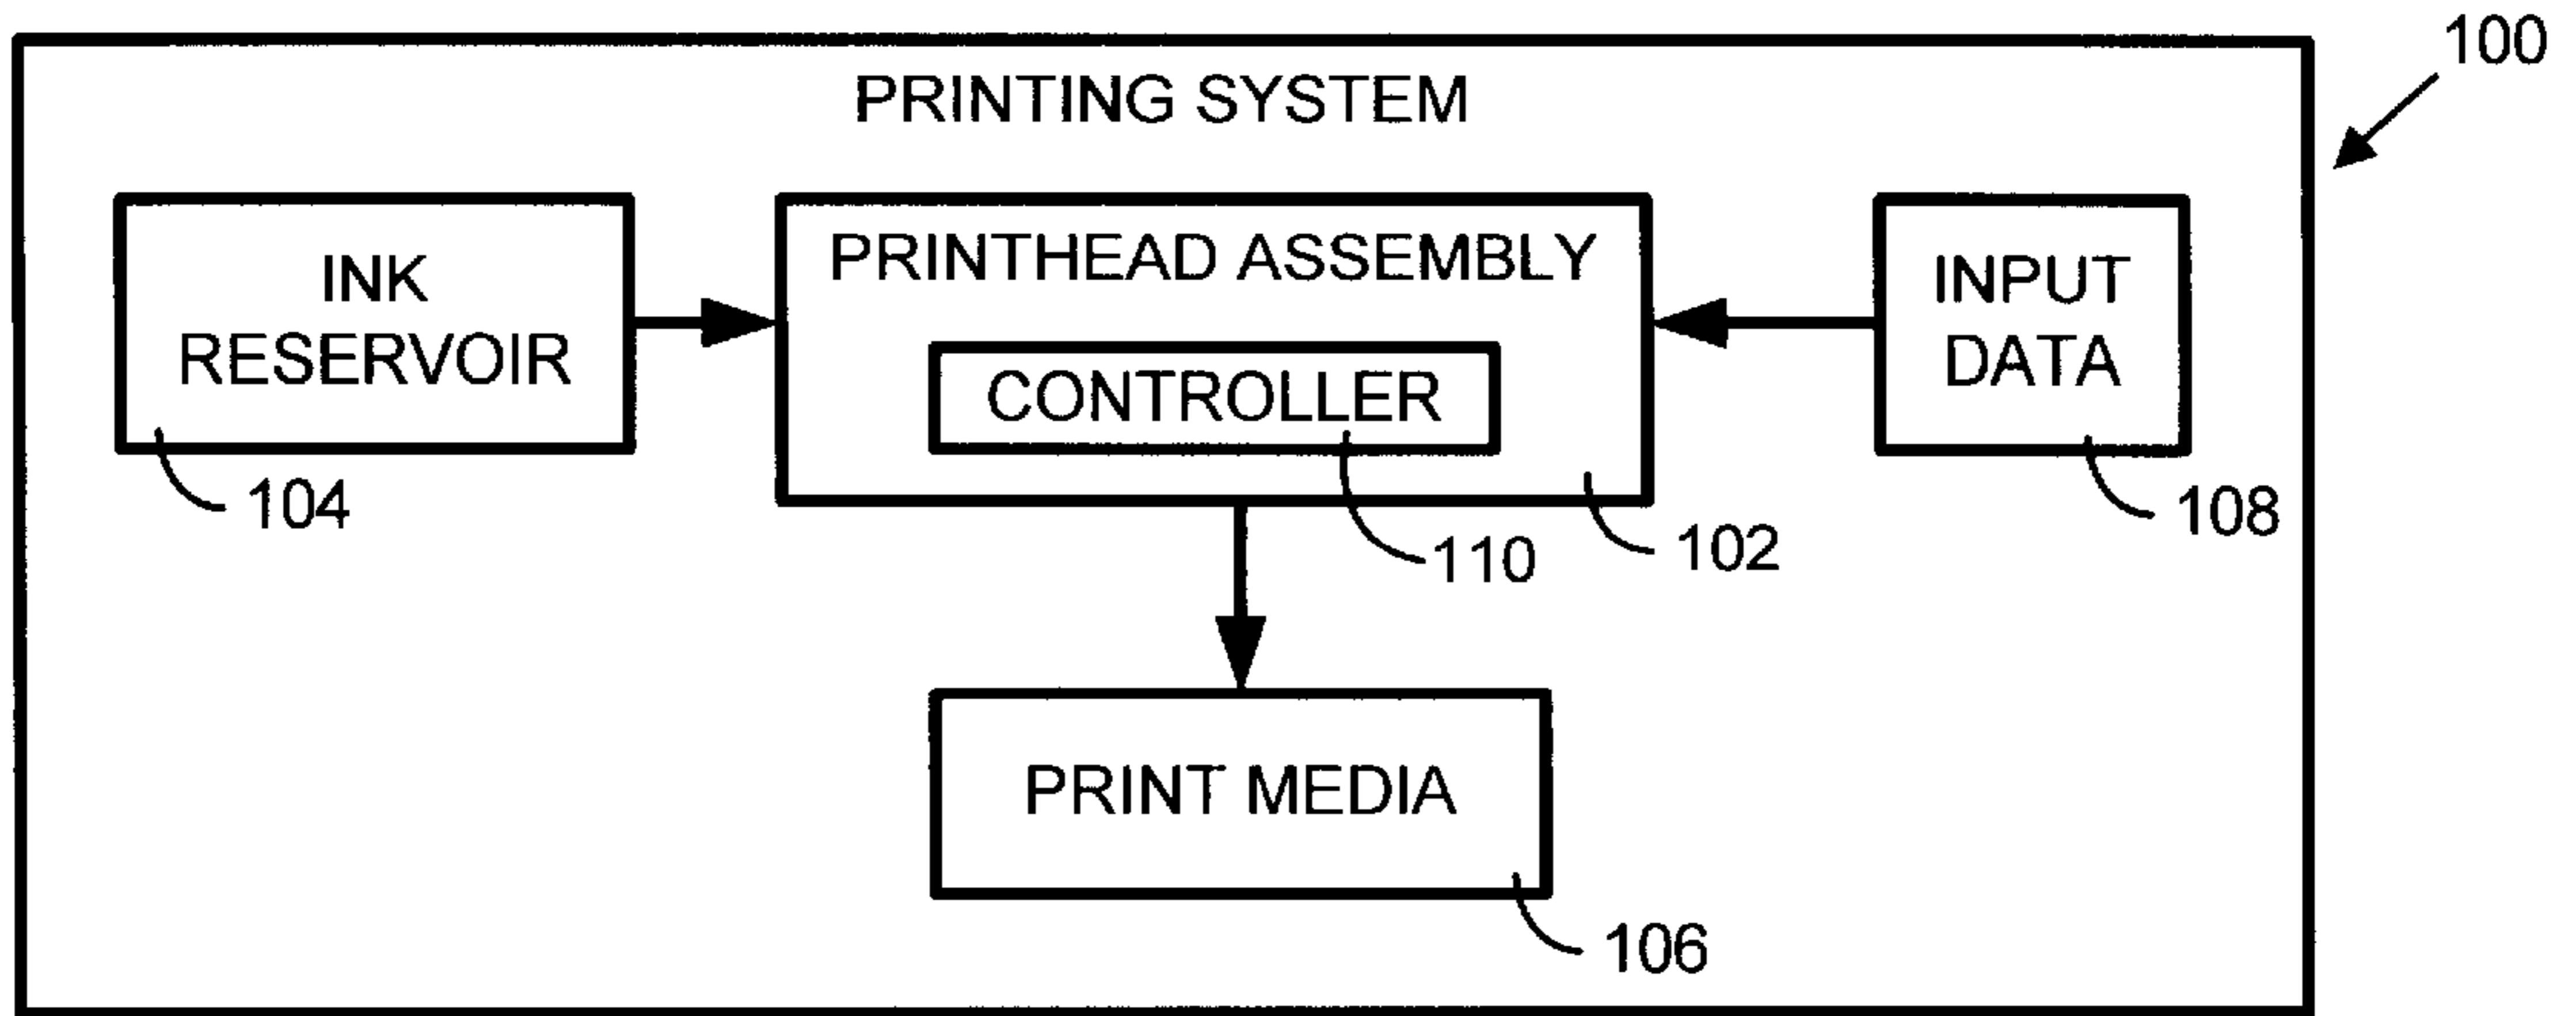 100
PRINTING SYSTEM
INK
RESERVOIR
PRINTHEAD ASSEMBLY
CONTROLLER
INPUT
DATA
104
110
102
108
PRINT MEDIA
106